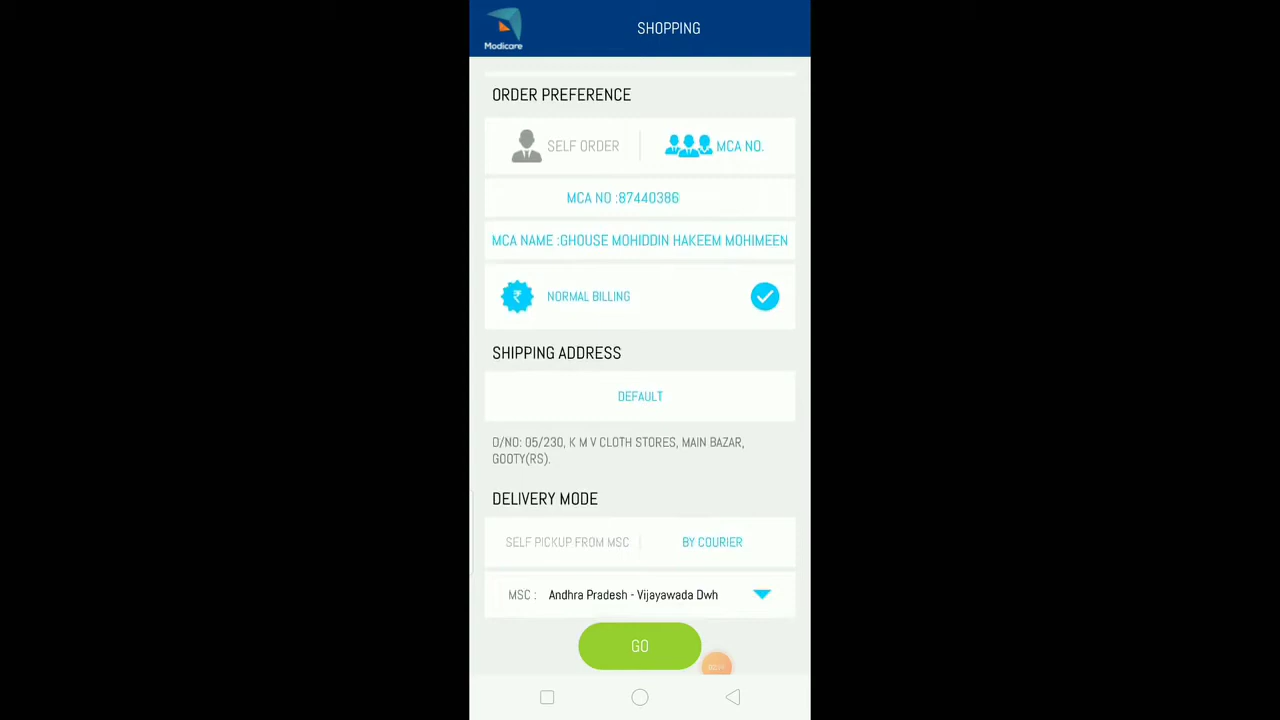 Modicare
SHOPPING
ORDER PREFERENCE
SELF ORDER
MCA NO.
MCA NO :87440386
MCA NAME :GHOUSE MOHIDDIN HAKEEM MOHIMEEN
₹
NORMAL BILLING
SHIPPING ADDRESS
DEFAULT
D/NO: 05/230, K M V CLOTH STORES, MAIN BAZAR,
GOOTY(RS).
DELIVERY MODE
SELF PICKUP FROM MSC
BY COURIER
MSC : Andhra Pradesh - Vijayawada Dwh
GO